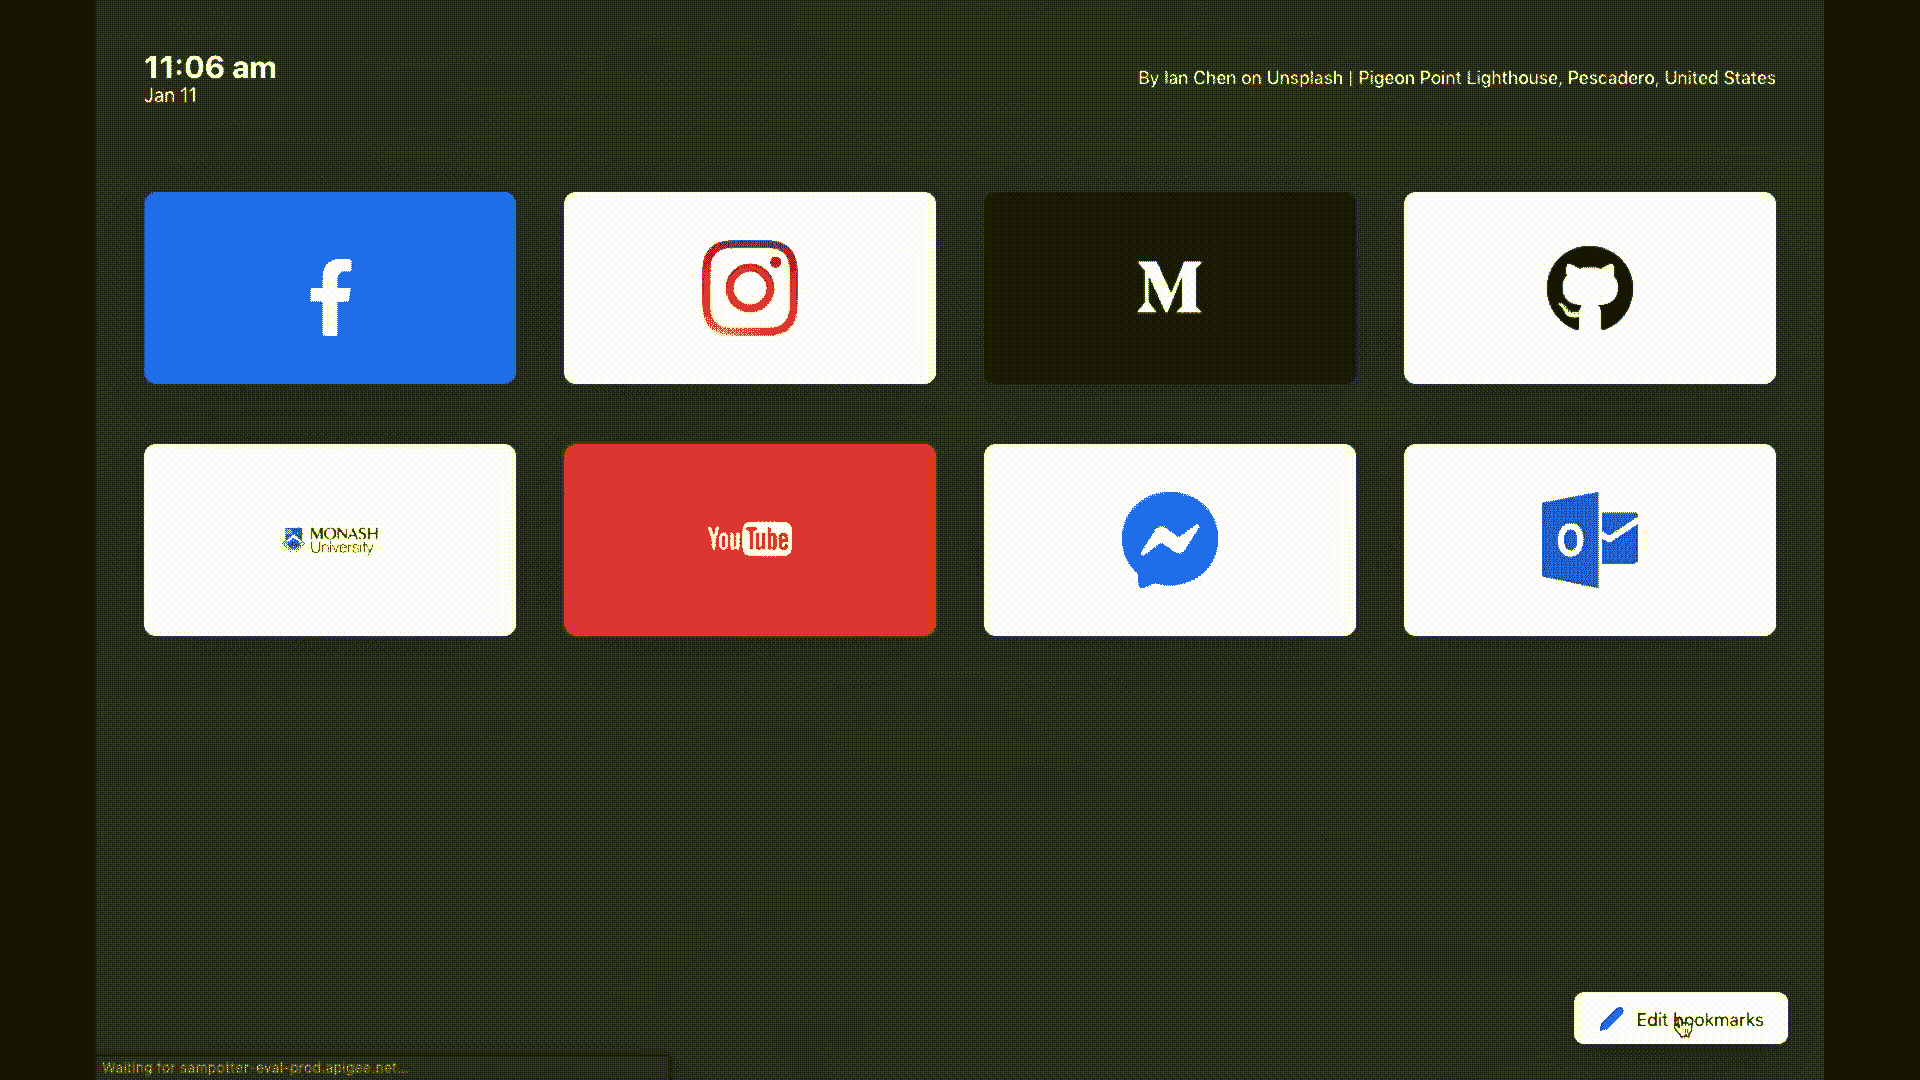 11:06 am
Jan 11
By Ian Chen on Unsplash | Pigeon Point Lighthouse, Pescadero, United States
M
MONASH
University
YouTube
O
Edit bookmarks
Waiting for sampotter-eval-prod.apigee.net...